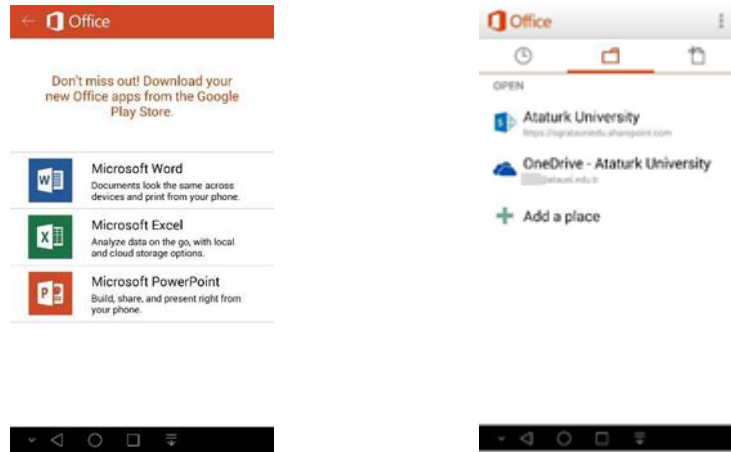 Office
Don't miss out! Download your
new Office apps from the Google
Play Store.
Microsoft Word
Documents look the same across
devices and print from your phone.
Microsoft Excel
Analyze data on the go, with local
and cloud storage options.
Microsoft PowerPoint
Build, share, and present right from
your phone.
Office
OPEN
Ataturk University
OneDrive - Ataturk University
atauni.edu.tr
Add a place